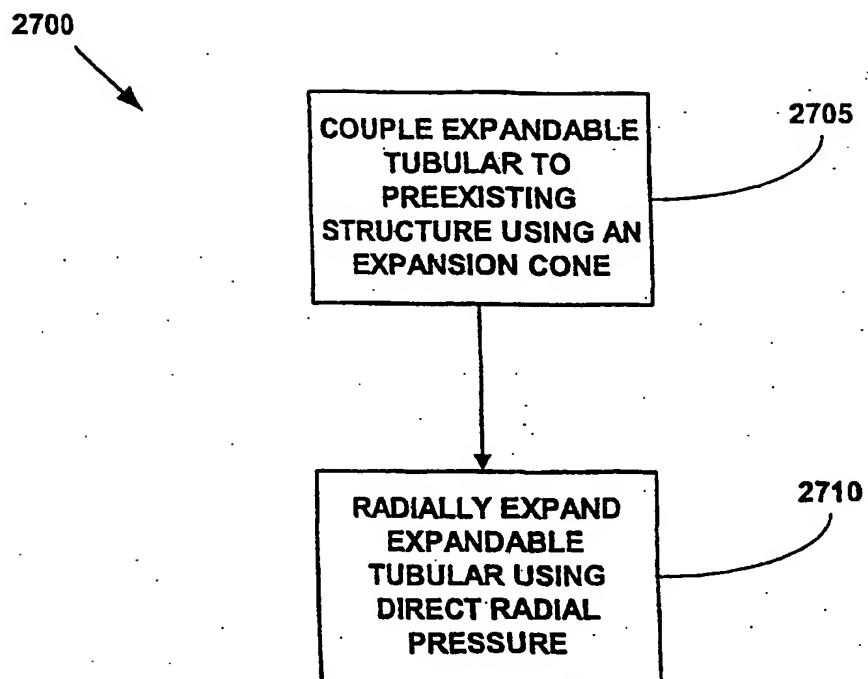 2700
COUPLE EXPANDABLE
TUBULAR TO
PREEXISTING
STRUCTURE USING AN
EXPANSION CONE
2705
RADIALLY EXPAND
EXPANDABLE
TUBULAR USING
DIRECT RADIAL
PRESSURE
2710